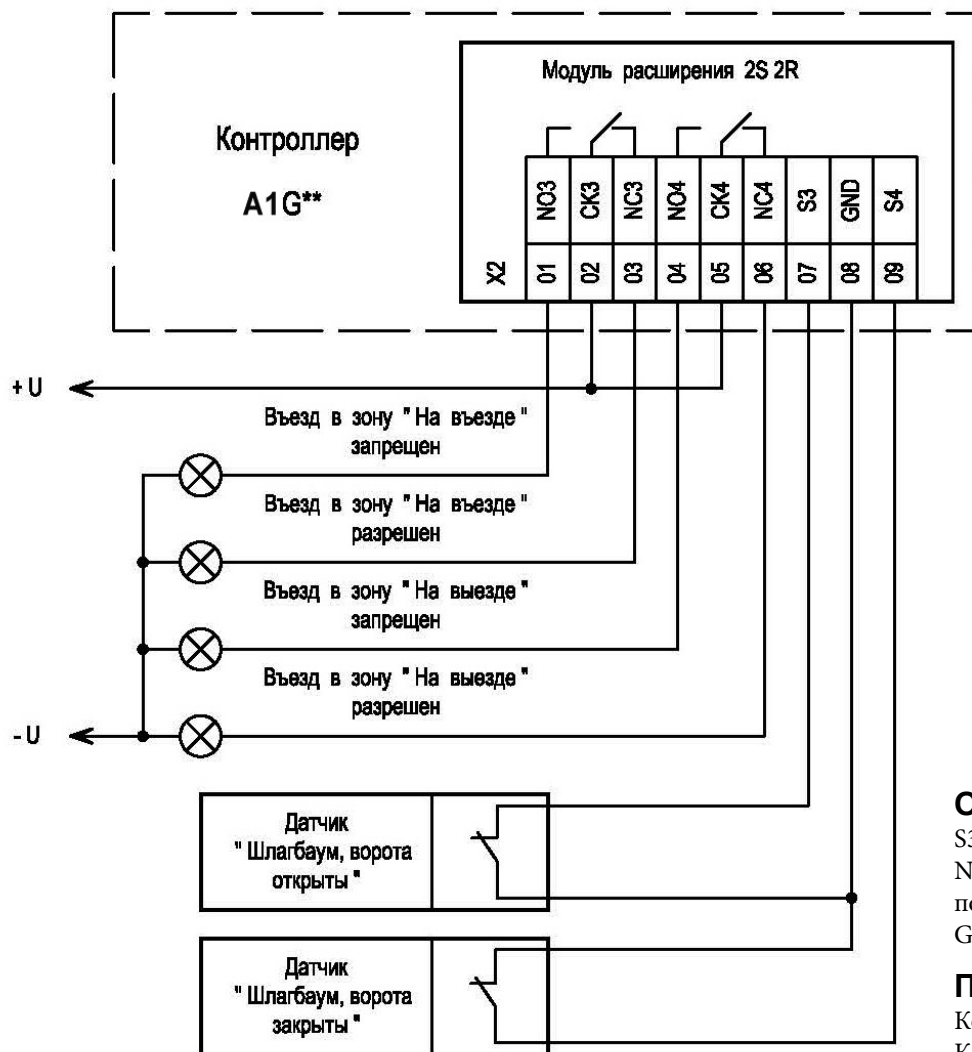 Модуль расширения 2S 2R
Контроллер
A1G**
X2
NO3
CK3
NC3
NO4
CK4
NC4
S3
GND
S4
01
02
03
04
05
06
07
08
09
+ U
Въезд в зону "На въезде"
запрещен
Въезд в зону "На въезде"
разрешен
Въезд в зону "На выезде"
запрещен
Въезд в зону "На выезде"
разрешен
- U
Датчик
"Шлагбаум, ворота
открыты"
Датчик
"Шлагбаум, ворота
закрыты"